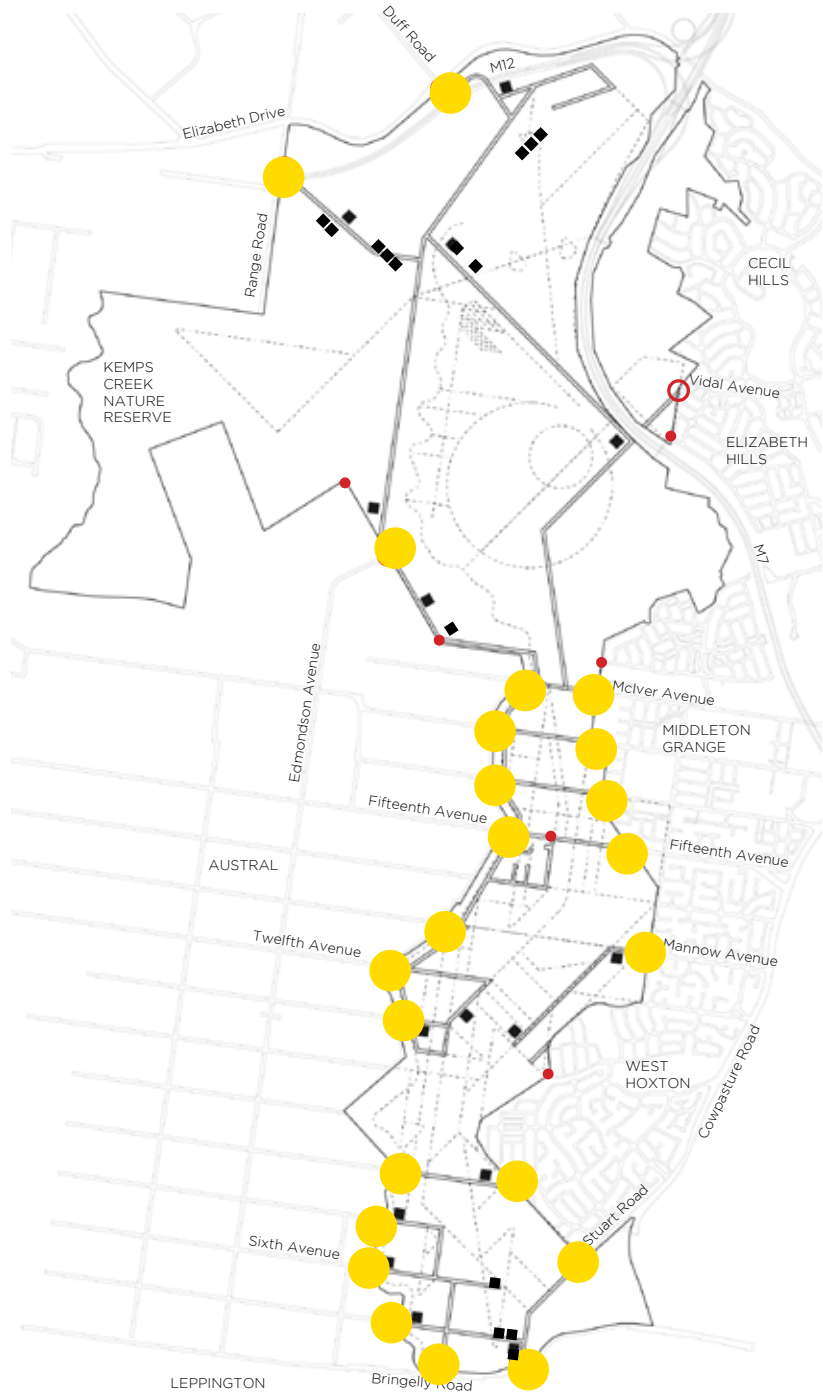 Duff Road
M12
Elizabeth Drive
Range Road
CECIL
HILLS
KEMPS
CREEK
NATURE
RESERVE
Vidal Avenue
ELIZABETH
HILLS
M7
Edmondson Avenue
McIver Avenue
MIDDLETON
GRANGE
Fifteenth Avenue
Fifteenth Avenue
AUSTRAL
Twelfth Avenue
Mannow Avenue
WEST
HOXTON
Cowpasture Road
Stuart Road
Sixth Avenue
LEPPINGTON
Bringelly Road